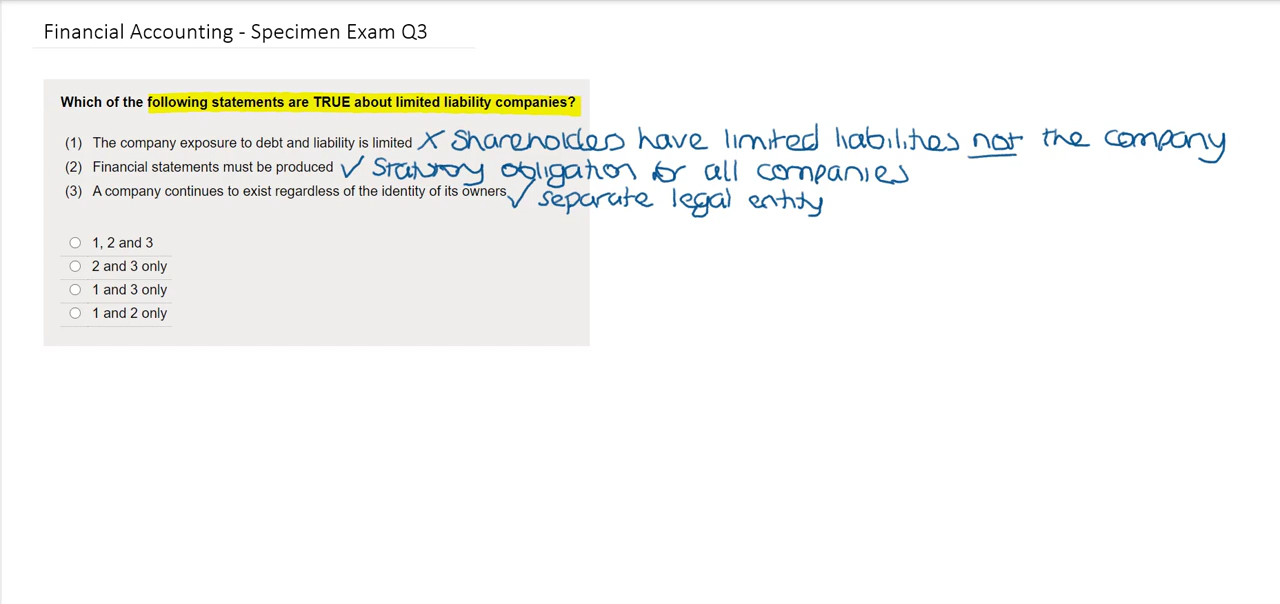 Financial Accounting - Specimen Exam Q3
Which of the following statements are TRUE about limited liability companies?
(1) The company exposure to debt and liability is limited ✗ Shareholders have limited liabilities not the company
(2) Financial statements must be produced ✓ Statutory obligation for all companies
(3) A company continues to exist regardless of the identity of its owners ✓ separate legal entity
1, 2 and 3
2 and 3 only
1 and 3 only
1 and 2 only